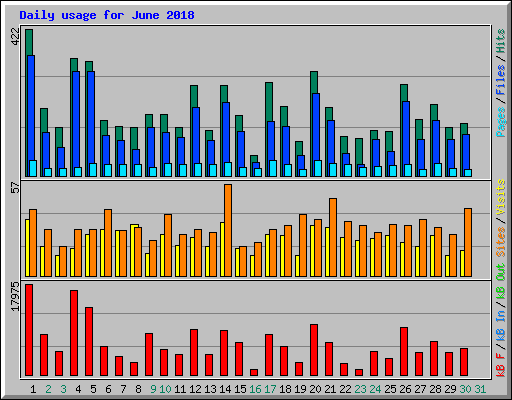 Daily usage for June 2018
422
57
17975
Pages / Files / Hits
Sites / Visits
kB F / kB In / kB Out
1 2 3 4 5 6 7 8 9 10 11 12 13 14 15 16 17 18 19 20 21 22 23 24 25 26 27 28 29 30 31